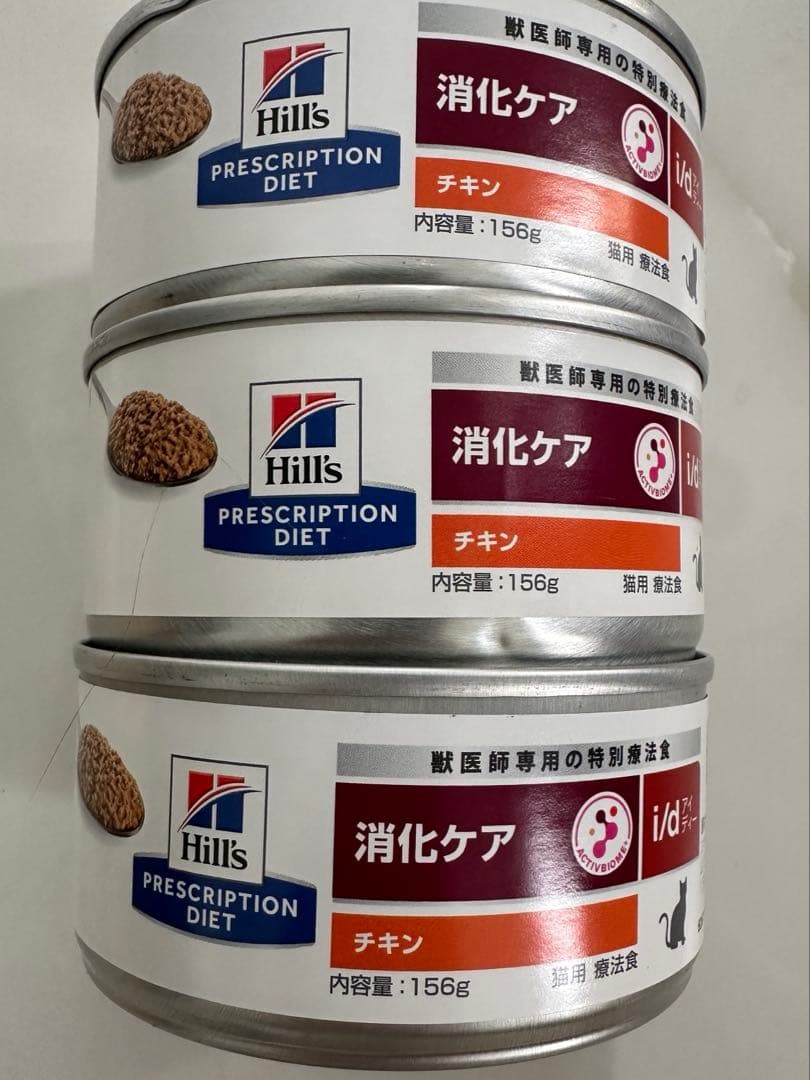 獣医師専用の特別療法食
Hill's
消化ケア
ACTIVBIOME+
i/d アイ
ディー
PRESCRIPTION
DIET
チキン
内容量:156g
猫用 療法食
獣医師専用の特別療法食
Hill's
消化ケア
ACTIVBIOME+
i/d
PRESCRIPTION
DIET
チキン
内容量:156g
猫用 療法食
獣医師専用の特別療法食
Hill's
消化ケア
ACTIVBIOME+
i/d アイ
ディー
PRESCRIPTION
DIET
チキン
内容量:156g
猫用 療法食